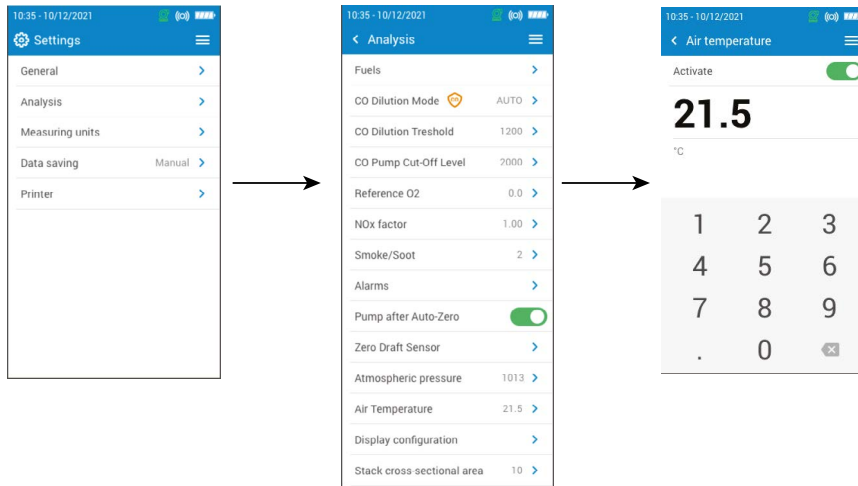 10:35 - 10/12/2021
Settings
General
Analysis
Measuring units
Data saving Manual
Printer
10:35 - 10/12/2021
Analysis
Fuels
CO Dilution Mode AUTO
CO Dilution Treshold 1200
CO Pump Cut-Off Level 2000
Reference O2 0.0
NOx factor 1.00
Smoke/Soot 2
Alarms
Pump after Auto-Zero
Zero Draft Sensor
Atmospheric pressure 1013
Air Temperature 21.5
Display configuration
Stack cross-sectional area 10
10:35 - 10/12/2021
Air temperature
Activate
21.5
°C
1 2 3
4 5 6
7 8 9
. 0